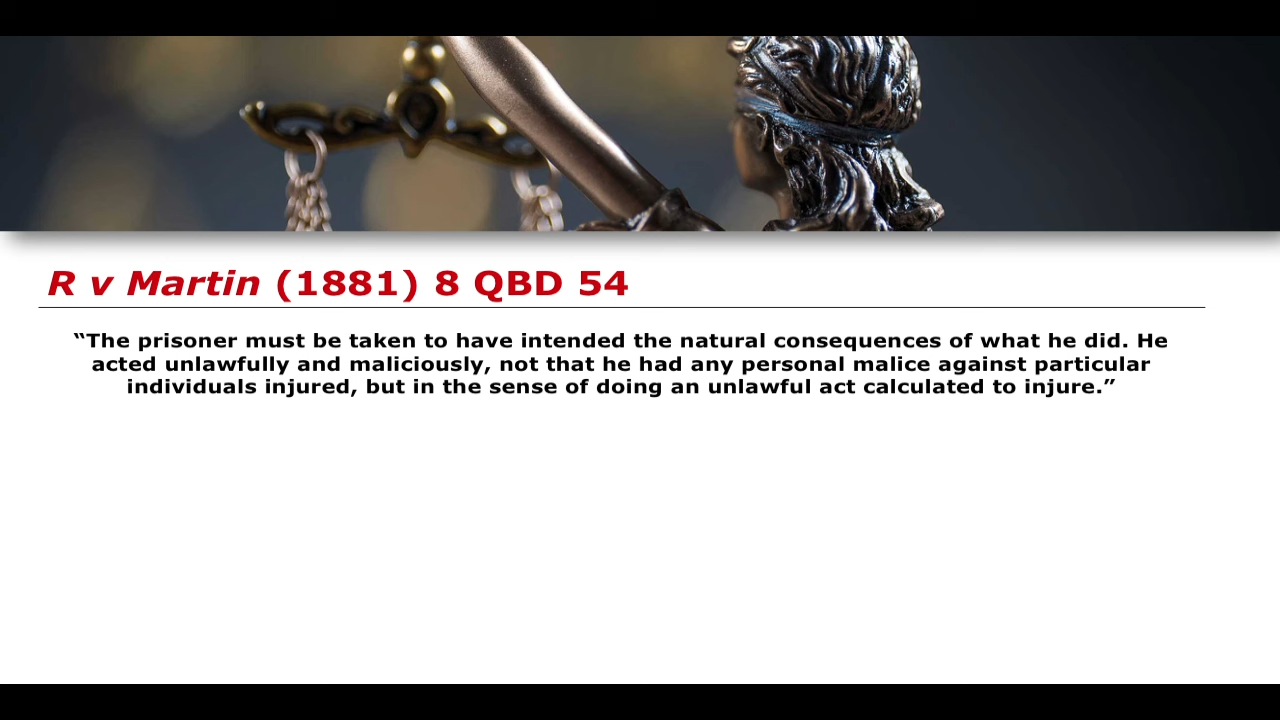 R v Martin (1881) 8 QBD 54
“The prisoner must be taken to have intended the natural consequences of what he did. He
acted unlawfully and maliciously, not that he had any personal malice against particular
individuals injured, but in the sense of doing an unlawful act calculated to injure.”